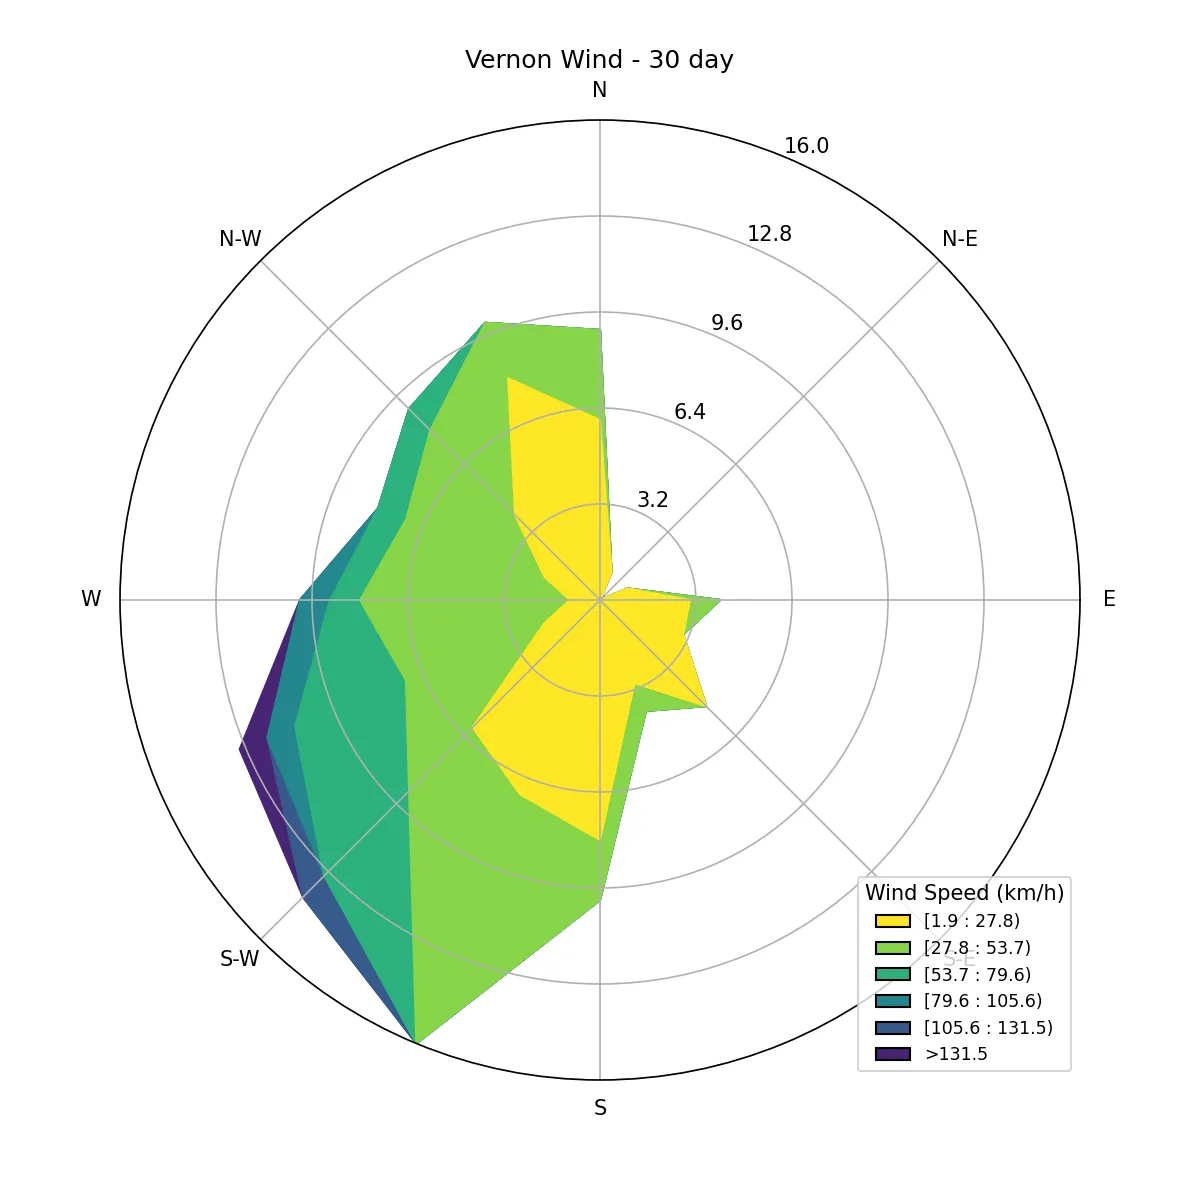 Vernon Wind - 30 day
N
16.0
12.8
N-W
N-E
9.6
6.4
3.2
W
E
Wind Speed (km/h)
[1.9 : 27.8)
[27.8 : 53.7)
S-W
S-E
[53.7 : 79.6)
[79.6 : 105.6)
[105.6 : 131.5)
>131.5
S